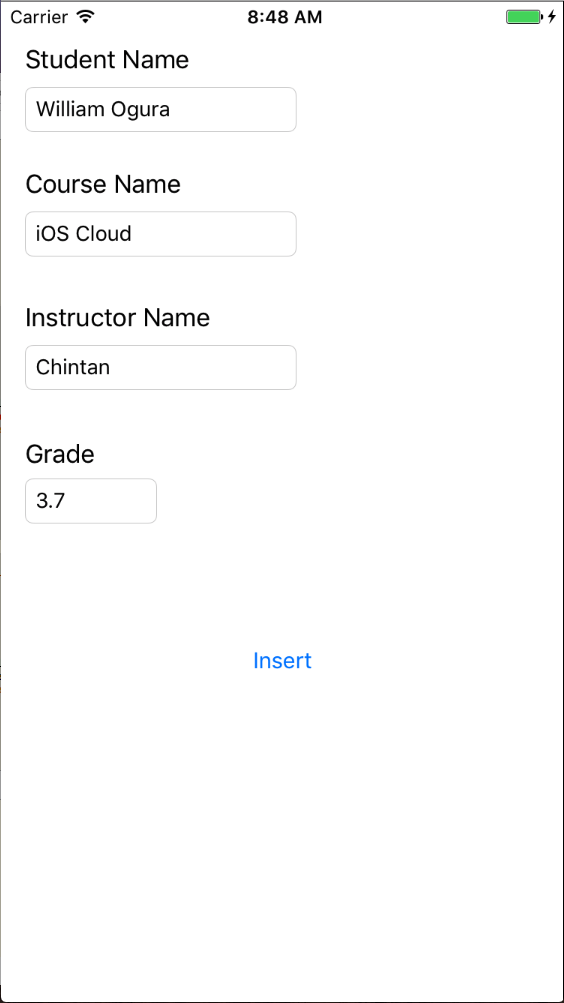 Carrier 8:48 AM
Student Name
William Ogura
Course Name
iOS Cloud
Instructor Name
Chintan
Grade
3.7
Insert